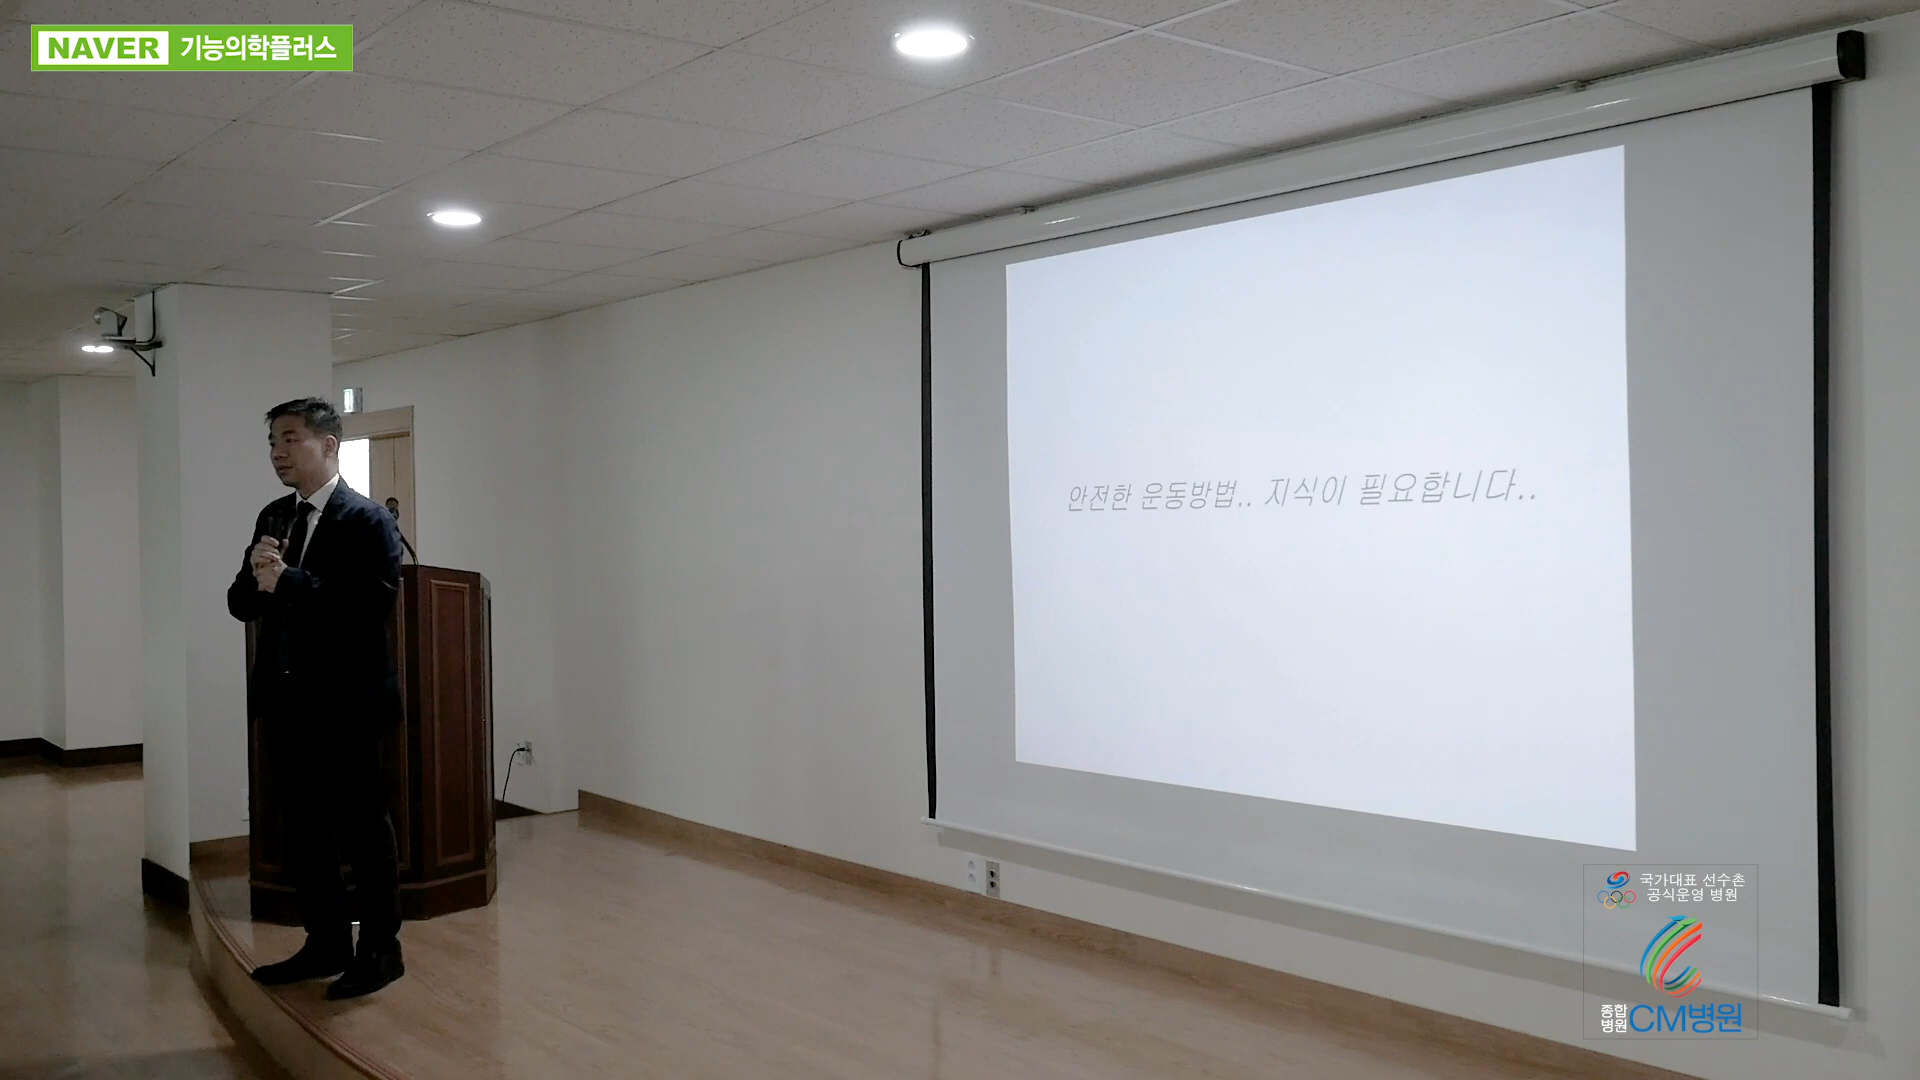 NAVER 기능의학플러스
안전한 운동방법.. 지식이 필요합니다..
국가대표 선수촌
공식운영 병원
종합
병원 CM병원